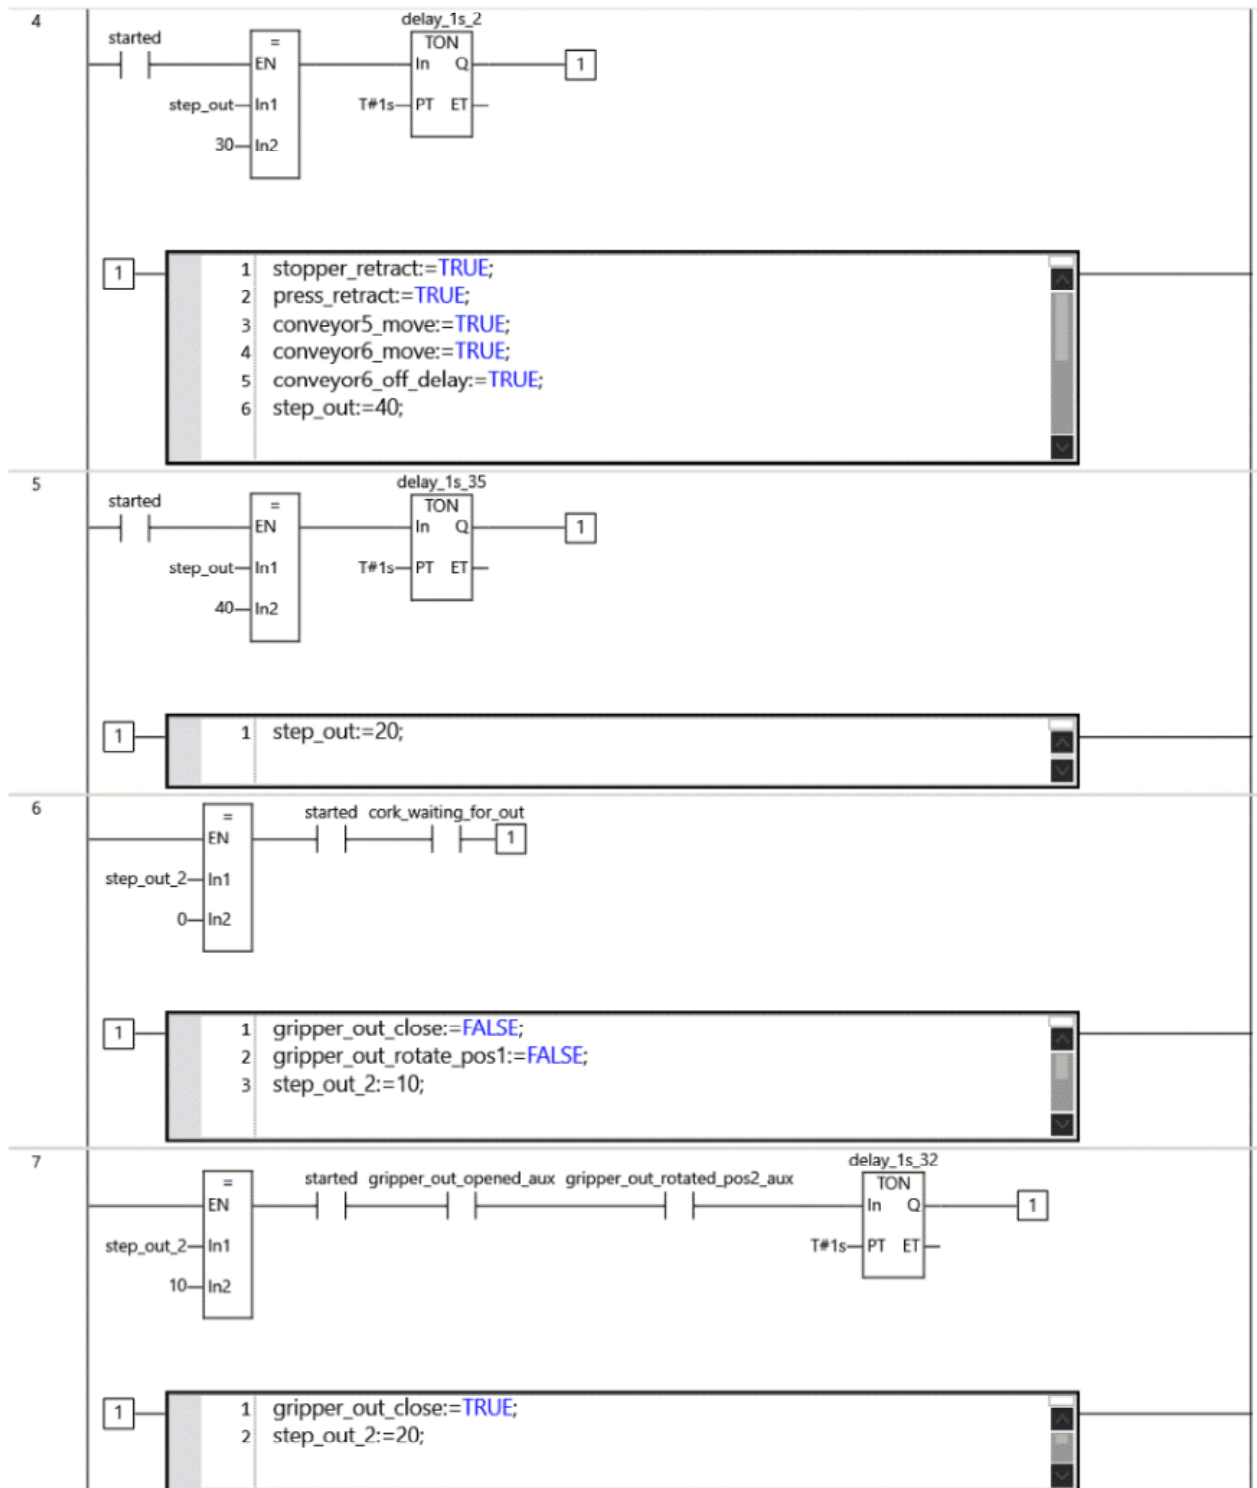 4
delay_1s_2
started
=
TON
EN
In Q
1
step_out In1
T#1s PT ET
30 In2
1
1 stopper_retract:=TRUE;
2 press_retract:=TRUE;
3 conveyor5_move:=TRUE;
4 conveyor6_move:=TRUE;
5 conveyor6_off_delay:=TRUE;
6 step_out:=40;
5
delay_1s_35
started
=
TON
EN
In Q
1
step_out In1
T#1s PT ET
40 In2
1
1 step_out:=20;
6
started cork_waiting_for_out
=
EN
1
step_out_2 In1
0 In2
1
1 gripper_out_close:=FALSE;
2 gripper_out_rotate_pos1:=FALSE;
3 step_out_2:=10;
7
delay_1s_32
started gripper_out_opened_aux gripper_out_rotated_pos2_aux
=
TON
EN
In Q
1
step_out_2 In1
T#1s PT ET
10 In2
1
1 gripper_out_close:=TRUE;
2 step_out_2:=20;